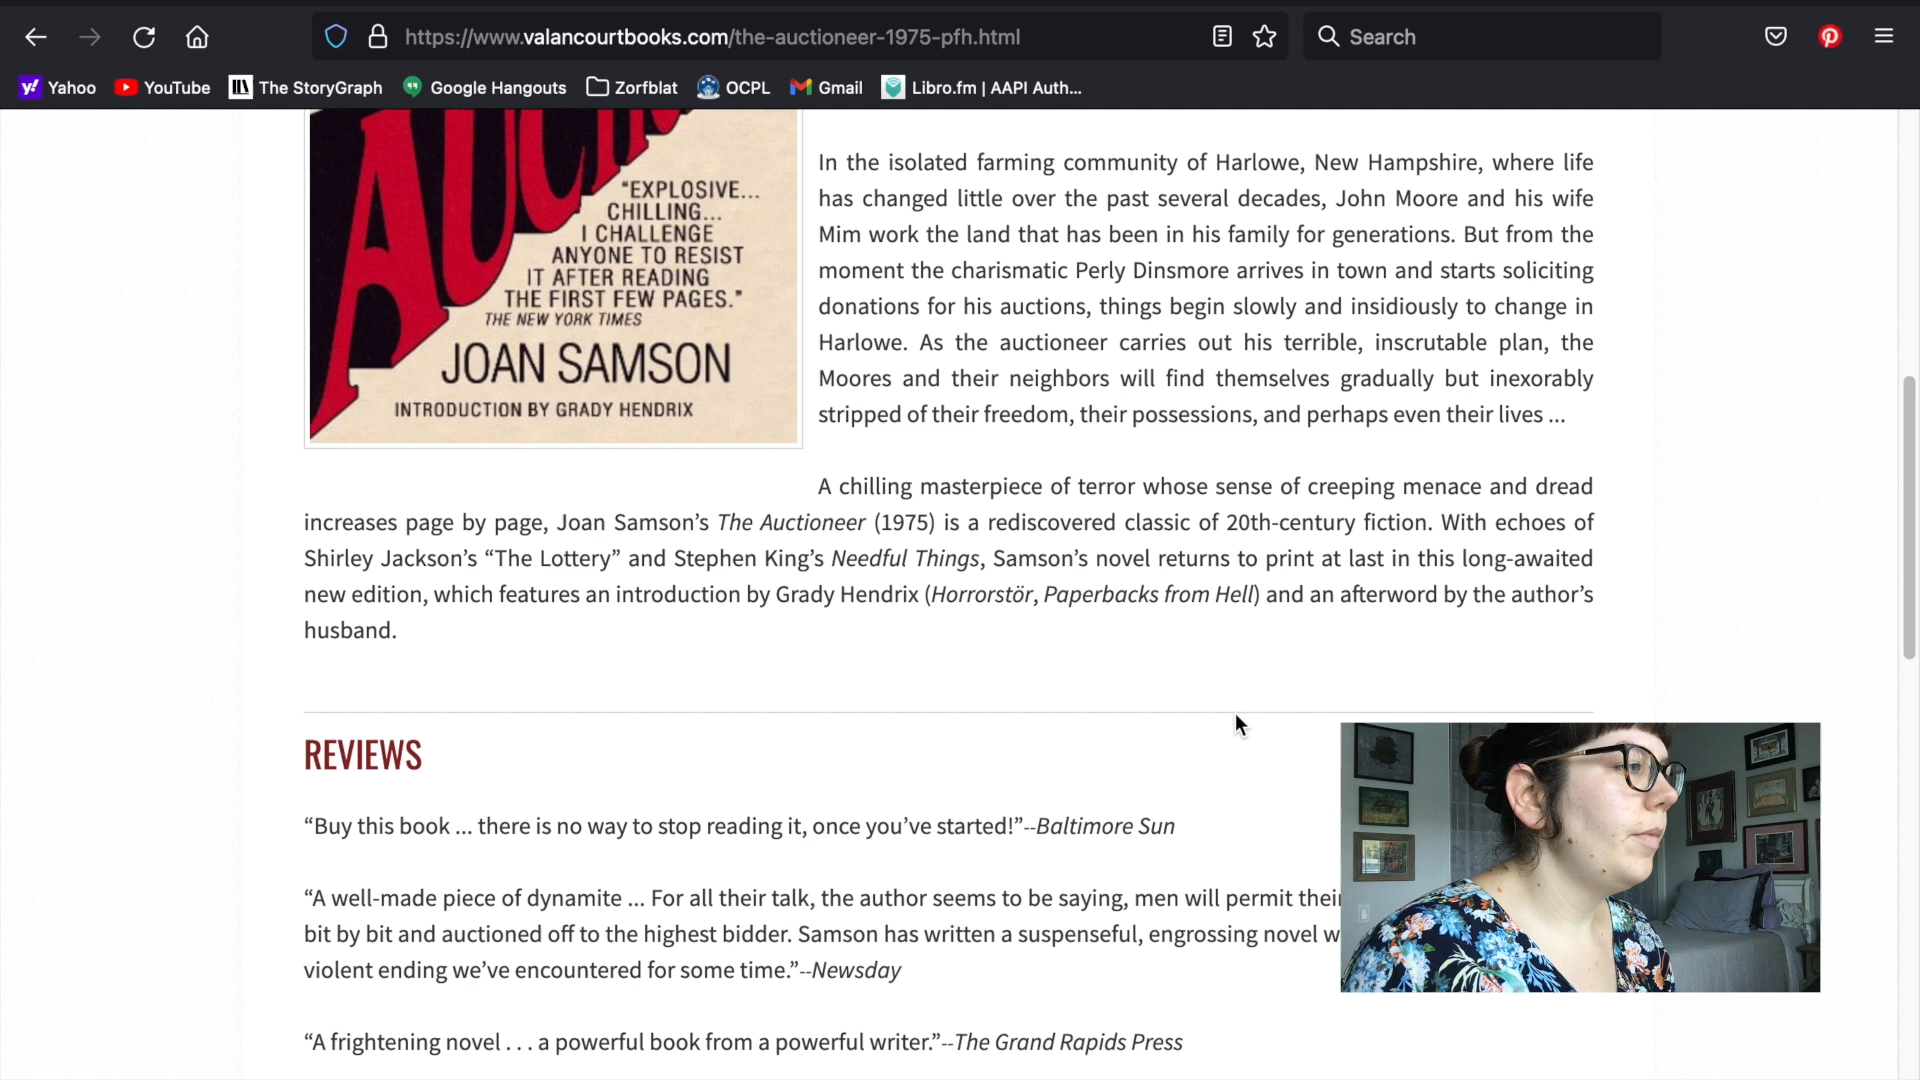 https://www.valancourtbooks.com/the-auctioneer-1975-pfh.html
Search
Yahoo
YouTube
The StoryGraph
Google Hangouts
Zorfblat
OCPL
Gmail
Libro.fm | AAPI Auth...
"EXPLOSIVE...
CHILLING...
I CHALLENGE
ANYONE TO RESIST
IT AFTER READING
THE FIRST FEW PAGES."
THE NEW YORK TIMES
JOAN SAMSON
INTRODUCTION BY GRADY HENDRIX
In the isolated farming community of Harlowe, New Hampshire, where life
has changed little over the past several decades, John Moore and his wife
Mim work the land that has been in his family for generations. But from the
moment the charismatic Perly Dinsmore arrives in town and starts soliciting
donations for his auctions, things begin slowly and insidiously to change in
Harlowe. As the auctioneer carries out his terrible, inscrutable plan, the
Moores and their neighbors will find themselves gradually but inexorably
stripped of their freedom, their possessions, and perhaps even their lives ...
A chilling masterpiece of terror whose sense of creeping menace and dread
increases page by page, Joan Samson’s The Auctioneer (1975) is a rediscovered classic of 20th-century fiction. With echoes of
Shirley Jackson’s “The Lottery” and Stephen King’s Needful Things, Samson’s novel returns to print at last in this long-awaited
new edition, which features an introduction by Grady Hendrix (Horrorstör, Paperbacks from Hell) and an afterword by the author’s
husband.
REVIEWS
“Buy this book ... there is no way to stop reading it, once you’ve started!”--Baltimore Sun
“A well-made piece of dynamite ... For all their talk, the author seems to be saying, men will permit their
bit by bit and auctioned off to the highest bidder. Samson has written a suspenseful, engrossing novel w
violent ending we’ve encountered for some time.”--Newsday
“A frightening novel . . . a powerful book from a powerful writer.”--The Grand Rapids Press